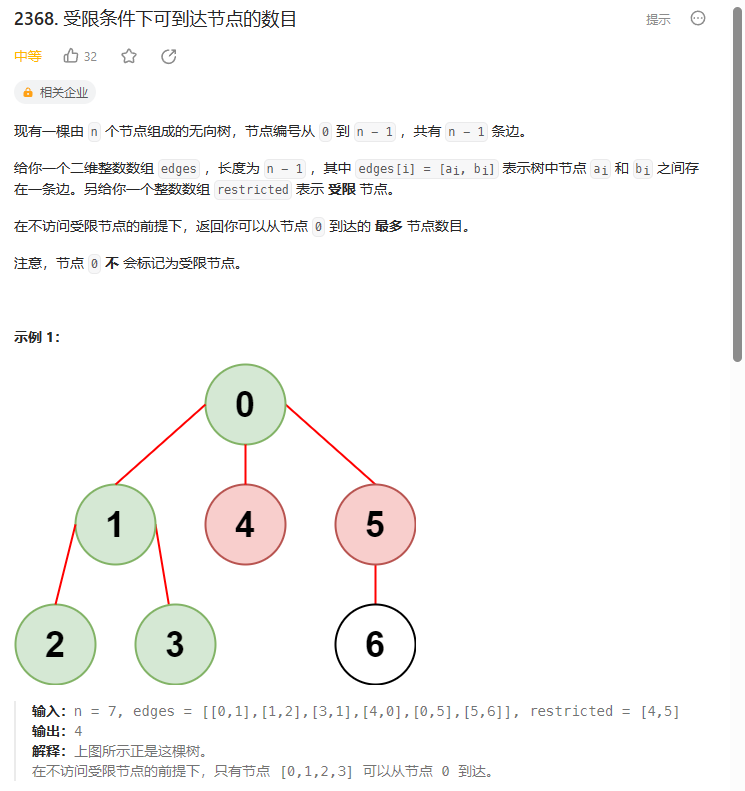 2368. 受限条件下可到达节点的数目
提示
中等 32
相关企业
现有一棵由 n 个节点组成的无向树，节点编号从 0 到 n - 1 ，共有 n - 1 条边。
给你一个二维整数数组 edges ，长度为 n - 1 ，其中 edges[i] = [ai, bi] 表示树中节点 ai 和 bi 之间存
在一条边。另给你一个整数数组 restricted 表示 受限 节点。
在不访问受限节点的前提下，返回你可以从节点 0 到达的 最多 节点数目。
注意，节点 0 不 会标记为受限节点。
示例 1：
0
1 4 5
2 3 6
输入：n = 7, edges = [[0,1],[1,2],[3,1],[4,0],[0,5],[5,6]], restricted = [4,5]
输出：4
解释：上图所示正是这棵树。
在不访问受限节点的前提下，只有节点 [0,1,2,3] 可以从节点 0 到达。